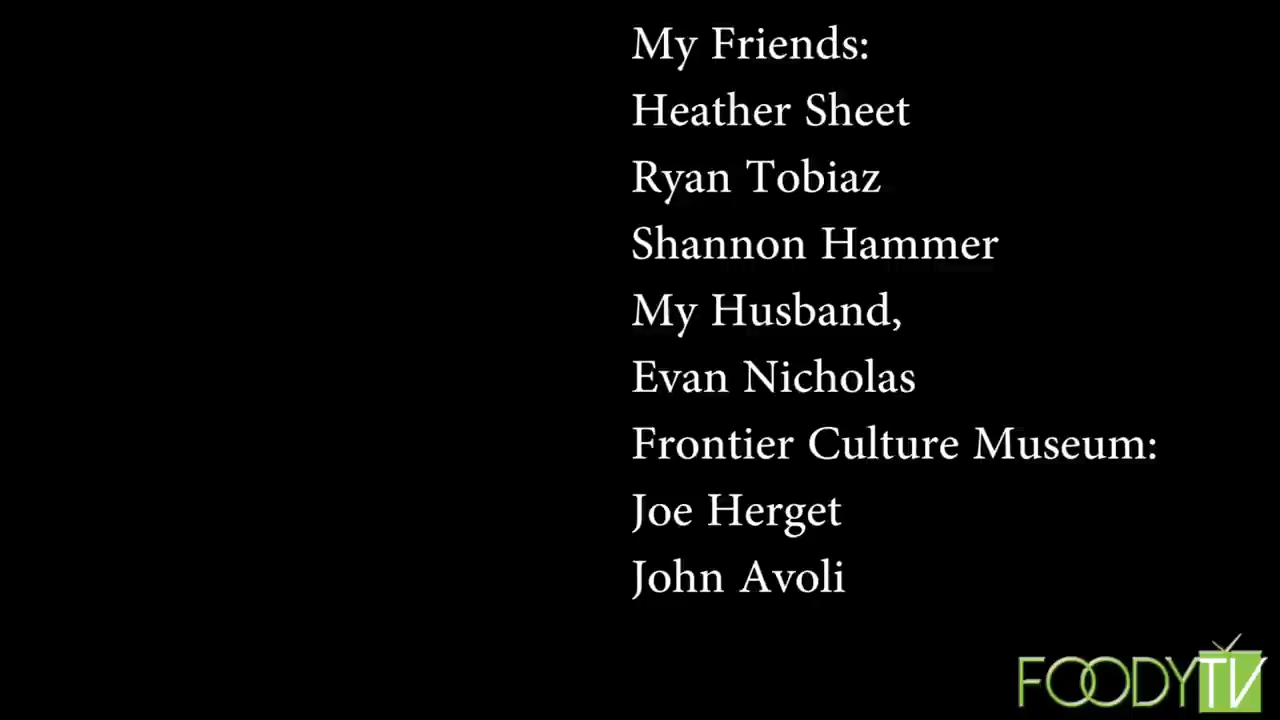 My Friends:
Heather Sheet
Ryan Tobiaz
Shannon Hammer
My Husband,
Evan Nicholas
Frontier Culture Museum:
Joe Herget
John Avoli
FOODYTV